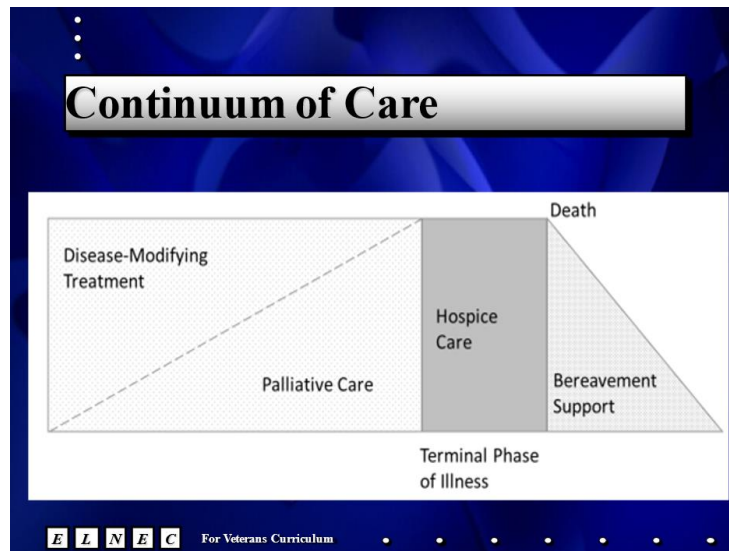 Continuum of Care
Death
Disease-Modifying
Treatment
Hospice
Care
Palliative Care
Bereavement
Support
Terminal Phase
of Illness
E L N E C For Veterans Curriculum